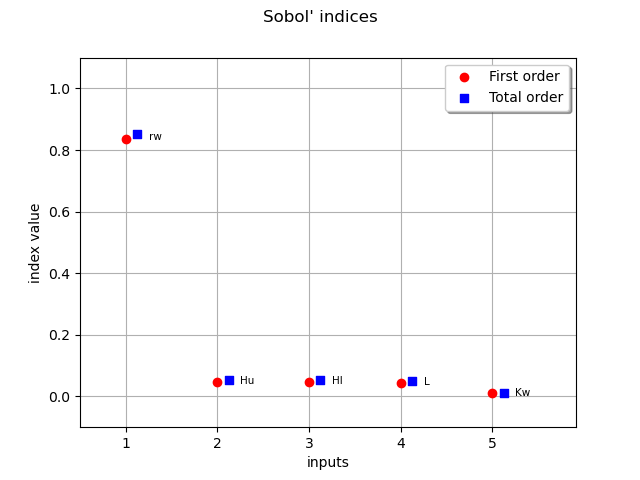 Sobol' indices
index value
1.0
0.8
0.6
0.4
0.2
0.0
First order
Total order
rw
Hu
Hl
L
Kw
1 2 3 4 5
inputs